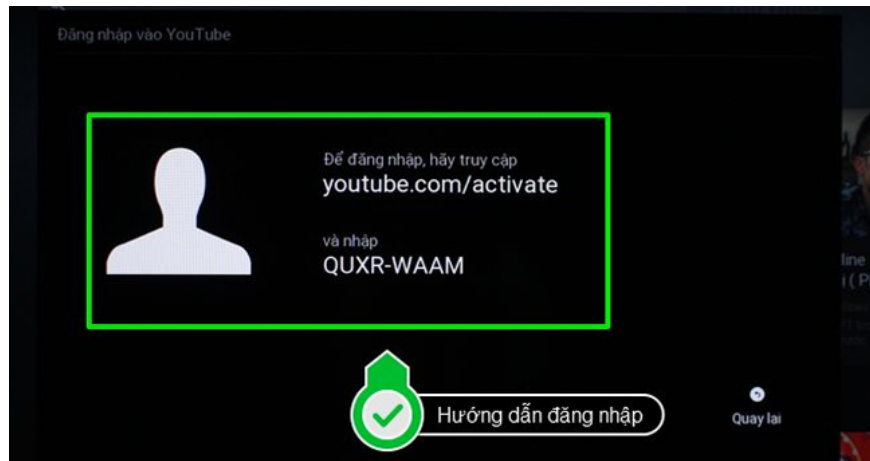 Đăng nhập vào YouTube
Để đăng nhập, hãy truy cập
youtube.com/activate
và nhập
QUXR-WAAM
line
i ( P
Hướng dẫn đăng nhập
Quay lại